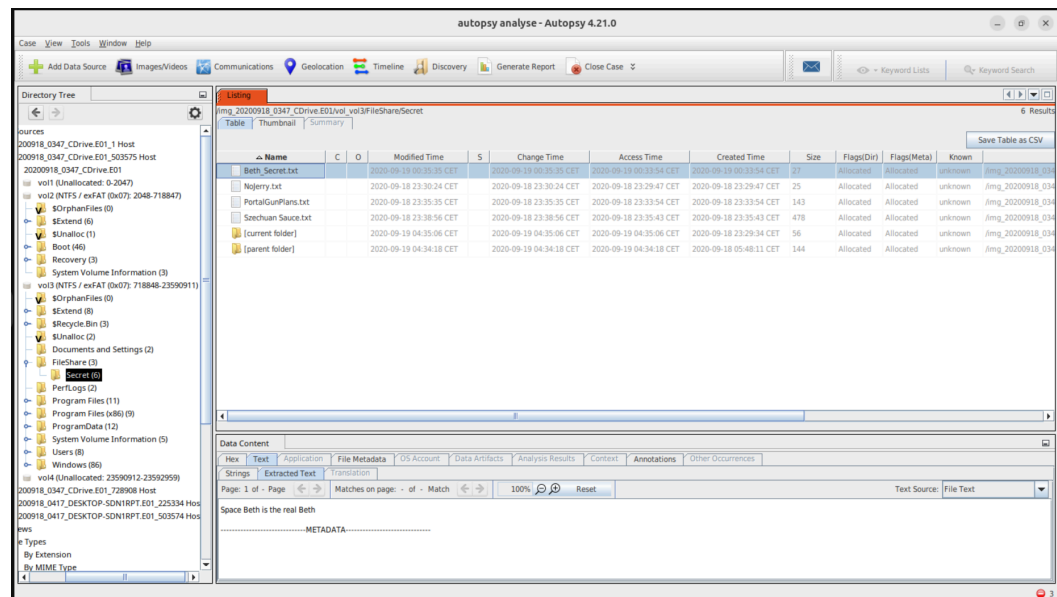 autopsy analyse - Autopsy 4.21.0
Case View Tools Window Help
Add Data Source Images/Videos Communications Geolocation Timeline Discovery Generate Report Close Case Keyword Lists Keyword Search
Directory Tree
ources
200918_0347_CDrive.E01_1 Host
200918_0347_CDrive.E01_503575 Host
20200918_0347_CDrive.E01
vol1 (Unallocated: 0-2047)
vol2 (NTFS / exFAT (0x07): 2048-718847)
$OrphanFiles (0)
$Extend (6)
$Unalloc (1)
Boot (46)
Recovery (3)
System Volume Information (3)
vol3 (NTFS / exFAT (0x07): 718848-23590911)
$OrphanFiles (0)
$Extend (8)
$Recycle.Bin (3)
$Unalloc (2)
Documents and Settings (2)
FileShare (3)
Secret (6)
PerfLogs (2)
Program Files (11)
Program Files (x86) (9)
ProgramData (12)
System Volume Information (5)
Users (8)
Windows (86)
vol4 (Unallocated: 23590912-23592959)
200918_0347_CDrive.E01_728908 Host
200918_0417_DESKTOP-SDN1RPT.E01_225334 Hos
200918_0417_DESKTOP-SDN1RPT.E01_503574 Hos
ews
e Types
By Extension
By MIME Type
Listing
/img_20200918_0347_CDrive.E01/vol_vol3/FileShare/Secret 6 Results
Table Thumbnail Summary
Save Table as CSV
Name C O Modified Time S Change Time Access Time Created Time Size Flags(Dir) Flags(Meta) Known
Beth_Secret.txt 2020-09-19 00:35:35 CET 2020-09-19 00:35:35 CET 2020-09-19 00:33:54 CET 2020-09-19 00:33:54 CET 27 Allocated Allocated unknown /img_20200918_034
NoJerry.txt 2020-09-18 23:30:24 CET 2020-09-18 23:30:24 CET 2020-09-18 23:29:47 CET 2020-09-18 23:29:47 CET 25 Allocated Allocated unknown /img_20200918_034
PortalGunPlans.txt 2020-09-18 23:35:35 CET 2020-09-18 23:35:35 CET 2020-09-18 23:33:54 CET 2020-09-18 23:33:54 CET 143 Allocated Allocated unknown /img_20200918_034
Szechuan Sauce.txt 2020-09-18 23:38:56 CET 2020-09-18 23:38:56 CET 2020-09-18 23:35:43 CET 2020-09-18 23:35:43 CET 478 Allocated Allocated unknown /img_20200918_034
[current folder] 2020-09-19 04:35:06 CET 2020-09-19 04:35:06 CET 2020-09-19 04:35:06 CET 2020-09-18 23:29:34 CET 56 Allocated Allocated unknown /img_20200918_034
[parent folder] 2020-09-19 04:34:18 CET 2020-09-19 04:34:18 CET 2020-09-19 04:34:18 CET 2020-09-18 05:48:11 CET 144 Allocated Allocated unknown /img_20200918_034
Data Content
Hex Text Application File Metadata OS Account Data Artifacts Analysis Results Context Annotations Other Occurrences
Strings Extracted Text Translation
Page: 1 of - Page Matches on page: - of - Match 100% Reset Text Source: File Text
Space Beth is the real Beth
------------------------------METADATA------------------------------
3